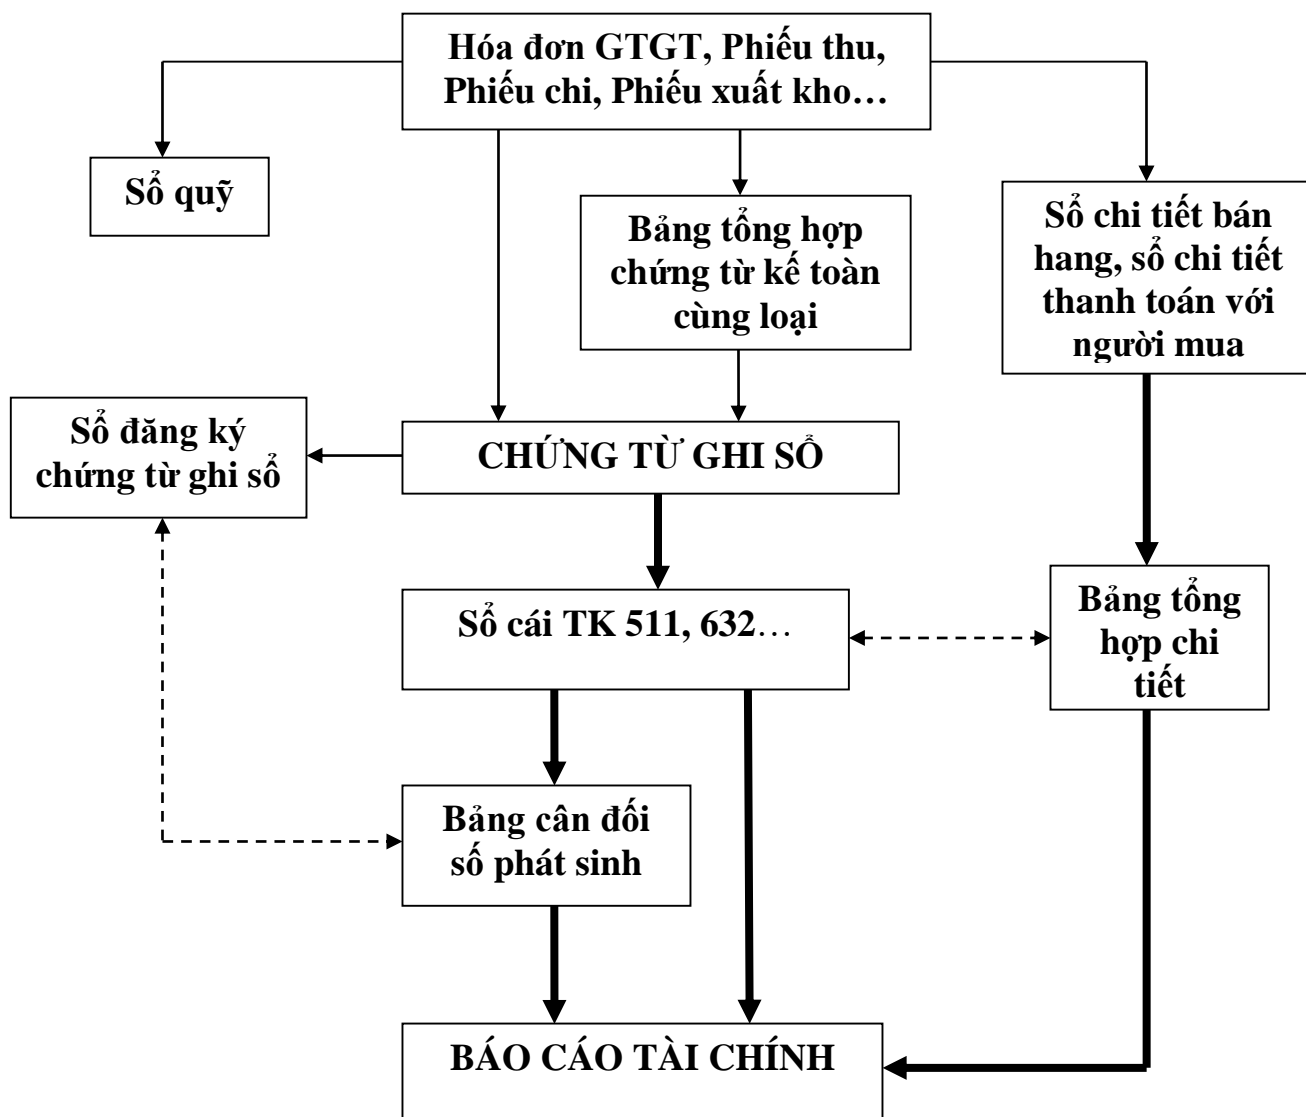 Hóa đơn GTGT, Phiếu thu,
Phiếu chi, Phiếu xuất kho…
Sổ quỹ
Bảng tổng hợp
chứng từ kế toàn
cùng loại
Sổ chi tiết bán
hang, sổ chi tiết
thanh toán với
người mua
Sổ đăng ký
chứng từ ghi sổ
CHỨNG TỪ GHI SỔ
Sổ cái TK 511, 632…
Bảng tổng
hợp chi
tiết
Bảng cân đối
số phát sinh
BÁO CÁO TÀI CHÍNH